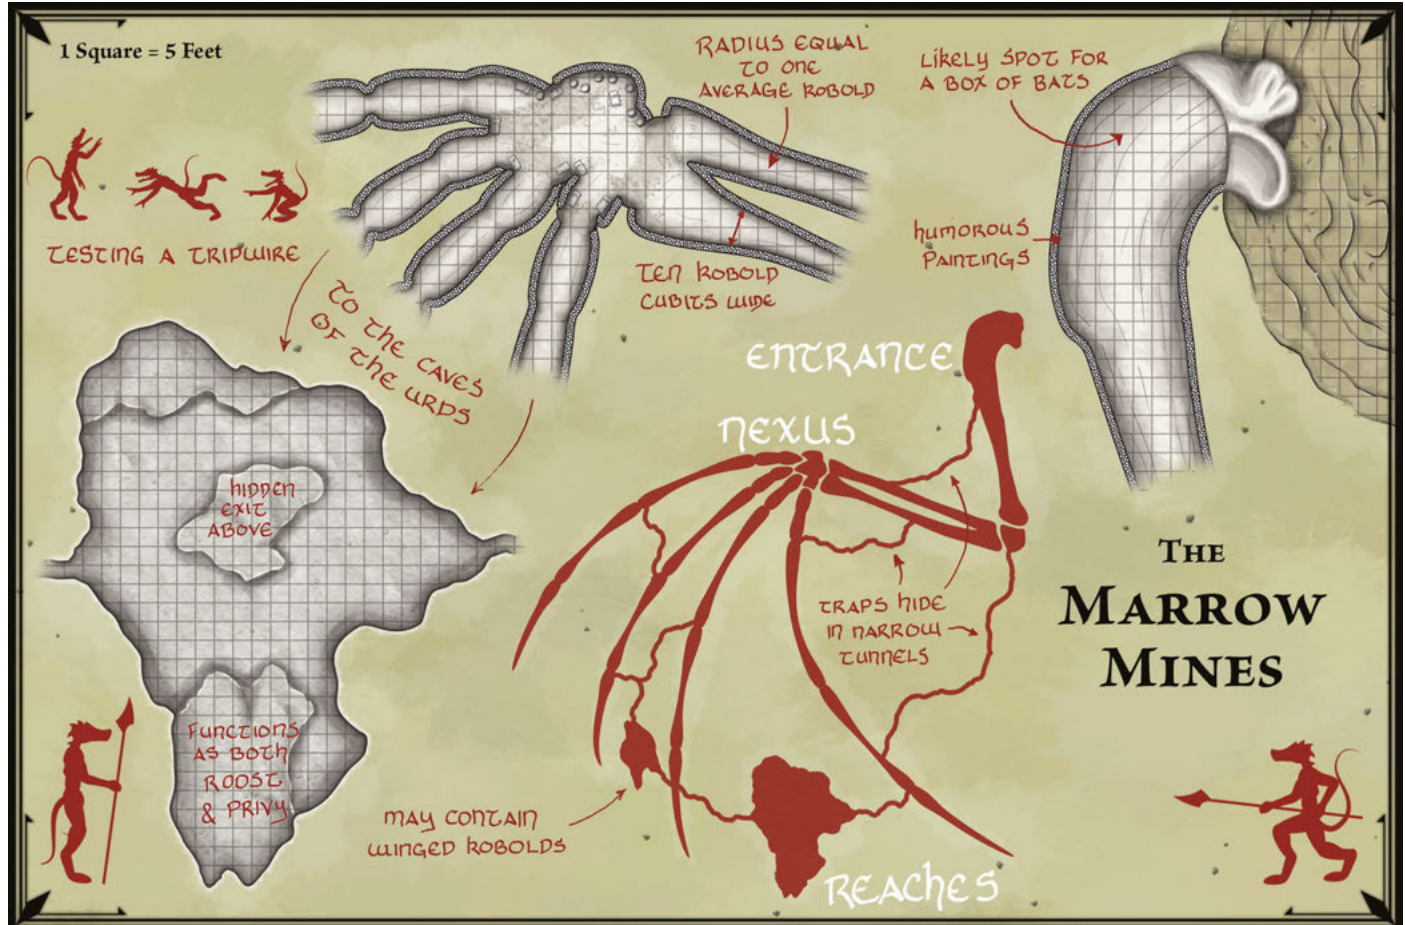 1 Square = 5 Feet
RADIUS EQUAL
TO ONE
AVERAGE KOBOLD
LIKELY SPOT FOR
A BOX OF BATS
TESTING A TRIPWIRE
HUMOROUS
PAINTINGS
TEN KOBOLD
CUBITS WIDE
TO THE CAVES
OF THE URDS
ENTRANCE
NEXUS
HIDDEN
EXIT
ABOVE
THE
MARROW
MINES
TRAPS HIDE
IN NARROW
TUNNELS
FUNCTIONS
AS BOTH
ROOST
& PRIVY
MAY CONTAIN
WINGED KOBOLDS
REACHES